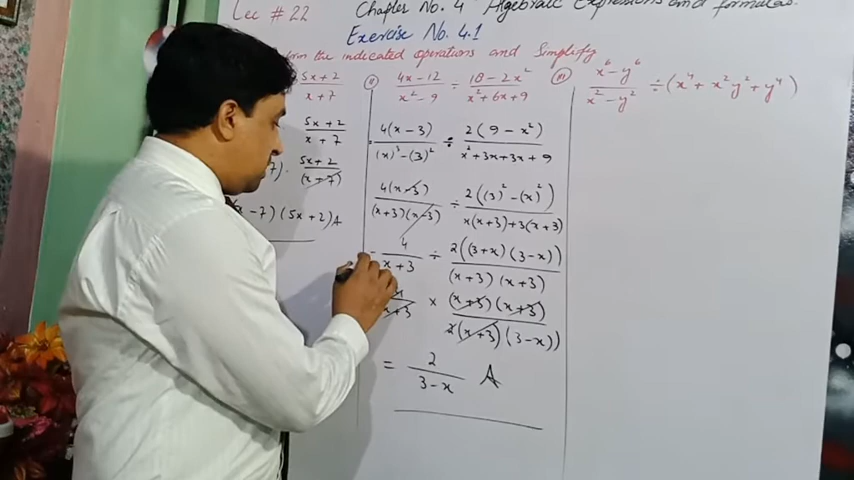 Lec # 22 Chapter No. 4 Algebraic Expressions and formulas.
Exercise No. 4.1
form the indicated operations and Simplify
5x+2 / x+7
5x+2 / x+7
7) · 5x+2 / (x+7)
x-7)(5x+2) A
(ii) 4x-12 / x²-9 ÷ 18-2x² / x²+6x+9
4(x-3) / (x)²-(3)² ÷ 2(9-x²) / x²+3x+3x+9
4(x-3) / (x+3)(x-3) ÷ 2((3)²-(x)²) / x(x+3)+3(x+3)
4 / x+3 ÷ 2((3+x)(3-x)) / (x+3)(x+3)
x+3 × (x+3)(x+3) / 2(x+3)(3-x))
= 2 / 3-x A
(iii) x⁶-y⁶ / x²-y² ÷ (x⁴+x²y²+y⁴)